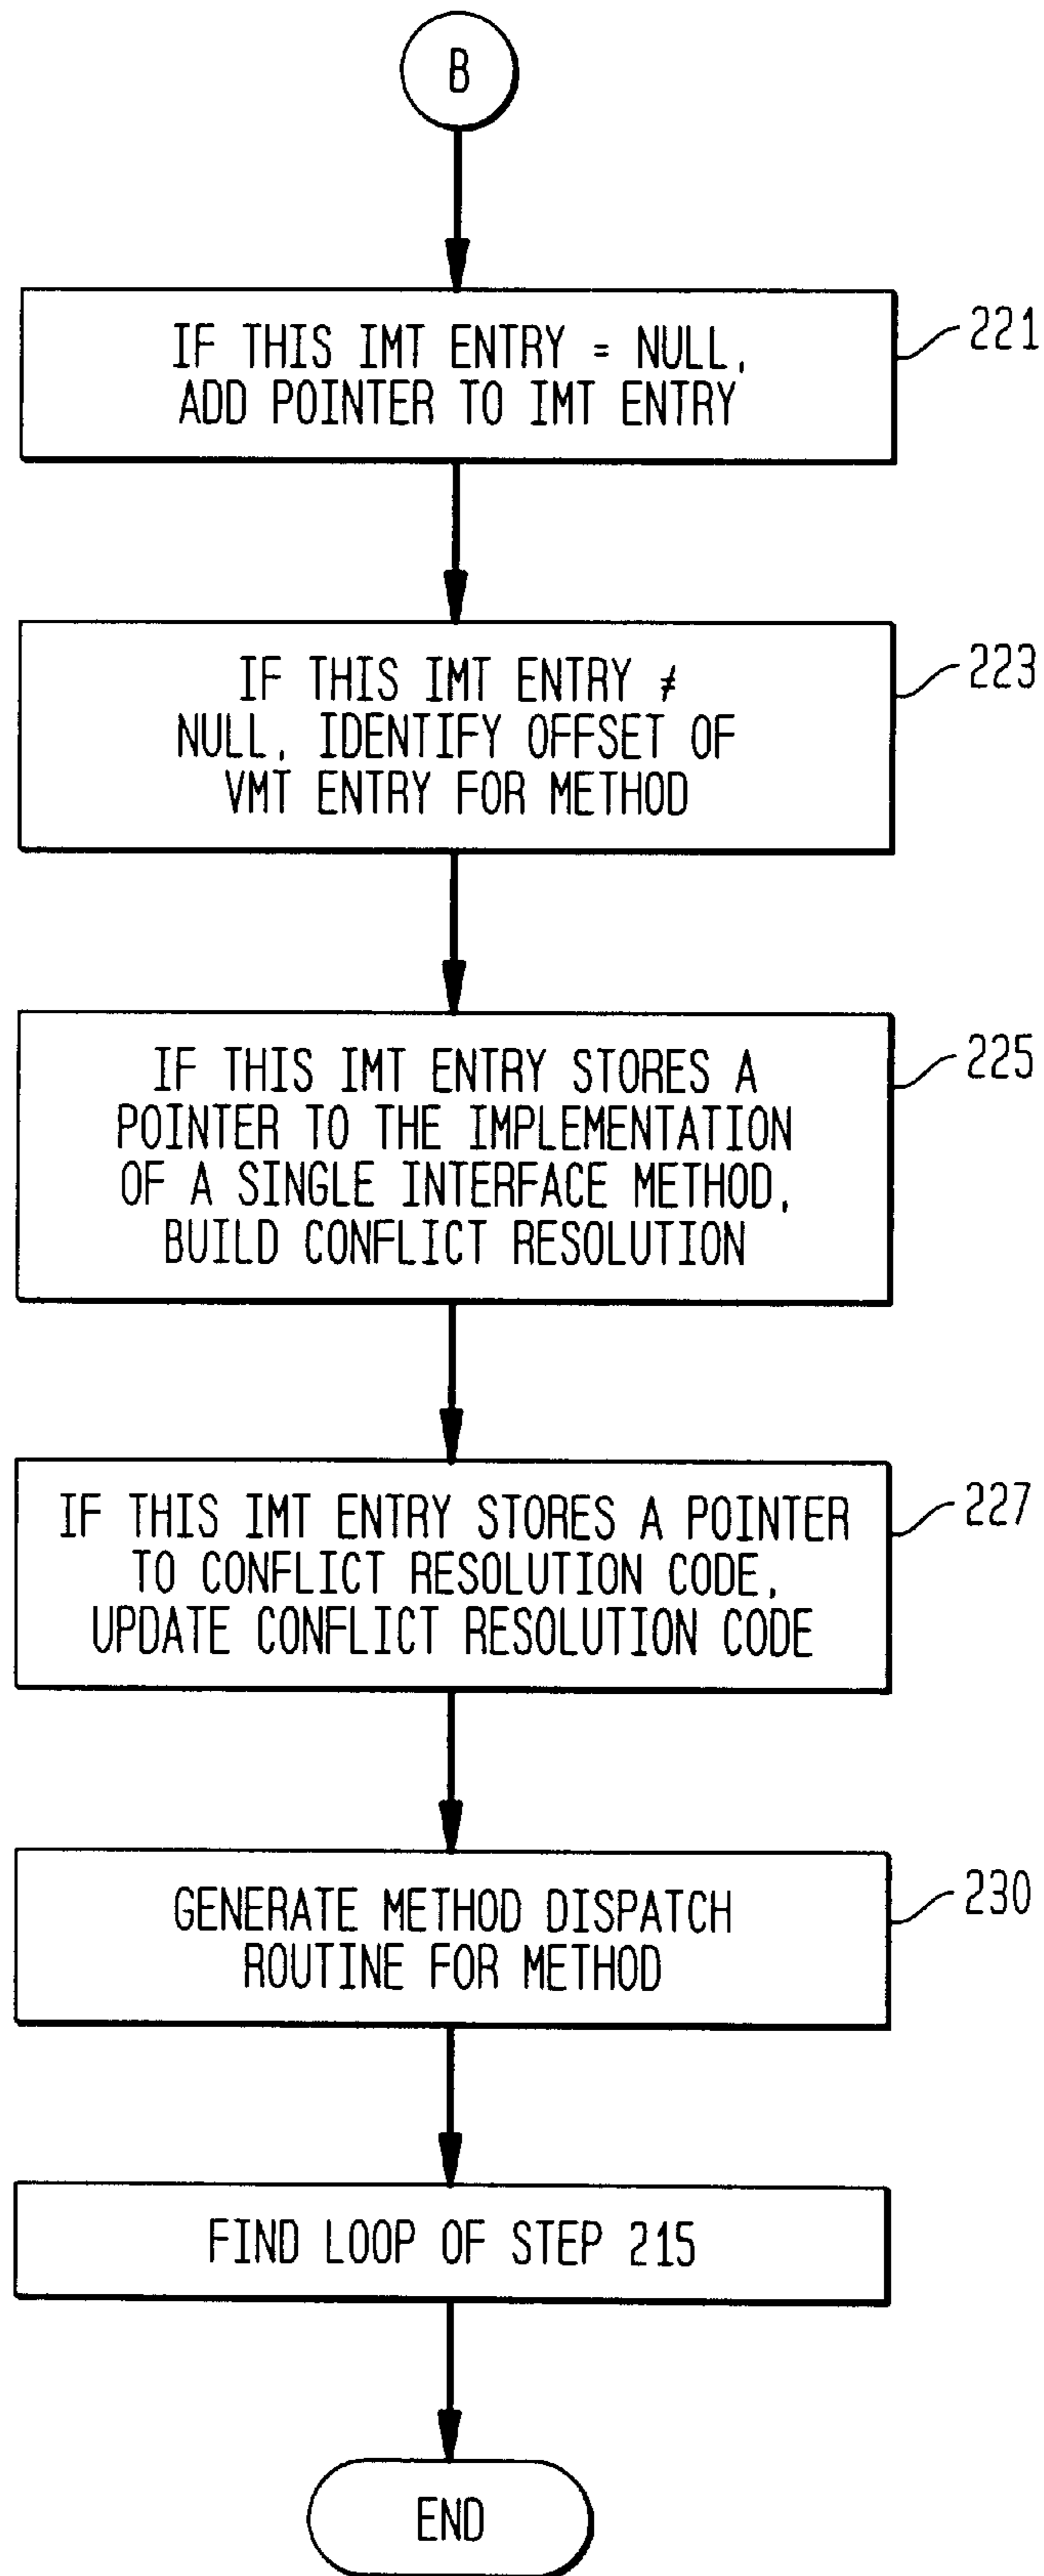 B
IF THIS IMT ENTRY = NULL,
ADD POINTER TO IMT ENTRY
221
IF THIS IMT ENTRY ≠
NULL, IDENTIFY OFFSET OF
VMT ENTRY FOR METHOD
223
IF THIS IMT ENTRY STORES A
POINTER TO THE IMPLEMENTATION
OF A SINGLE INTERFACE METHOD,
BUILD CONFLICT RESOLUTION
225
IF THIS IMT ENTRY STORES A POINTER
TO CONFLICT RESOLUTION CODE,
UPDATE CONFLICT RESOLUTION CODE
227
GENERATE METHOD DISPATCH
ROUTINE FOR METHOD
230
FIND LOOP OF STEP 215
END